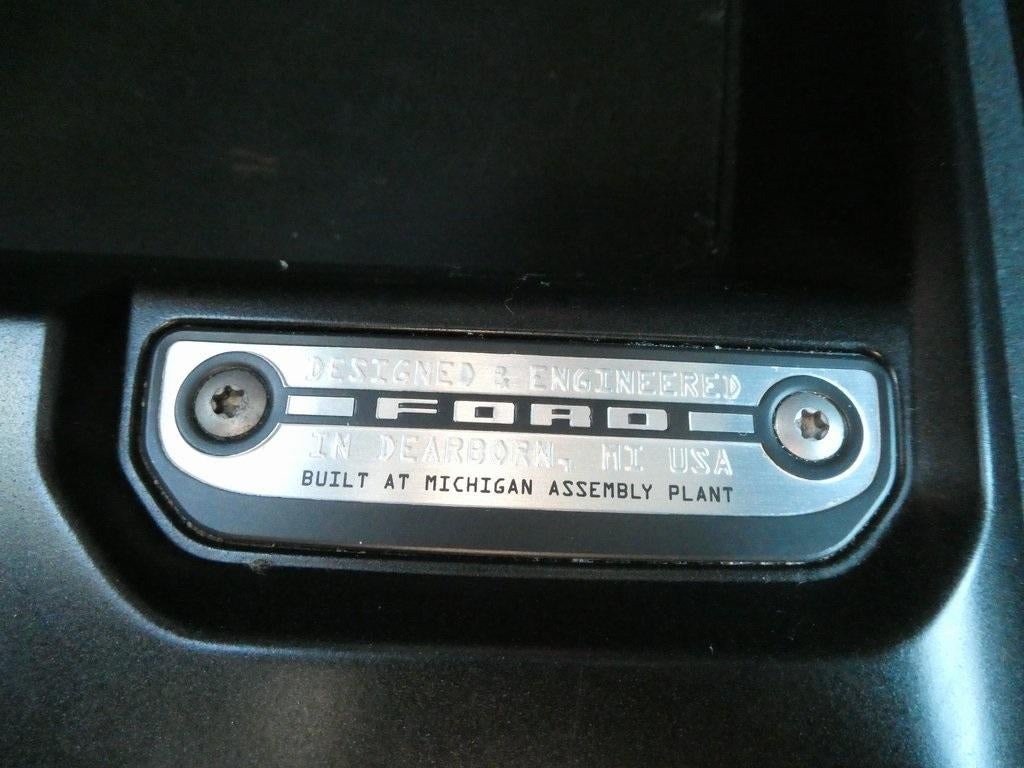 DESIGNED & ENGINEERED
FORD
IN DEARBORN, MI USA
BUILT AT MICHIGAN ASSEMBLY PLANT